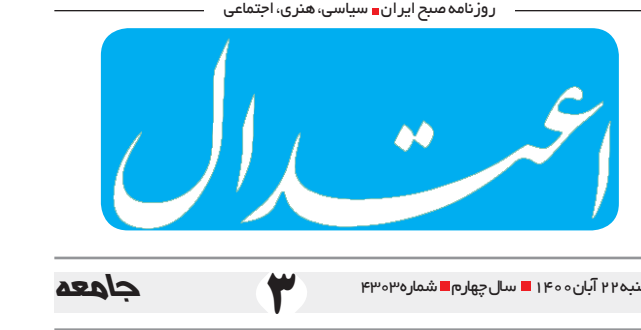 روزنامه صبح ایران ■ سیاسی، هنری، اجتماعی
اعتدال
نبه ۲۲ آبان ۱۴۰۰ ■ سال چهارم ■ شماره ۴۳۰۳
۳
جامعه